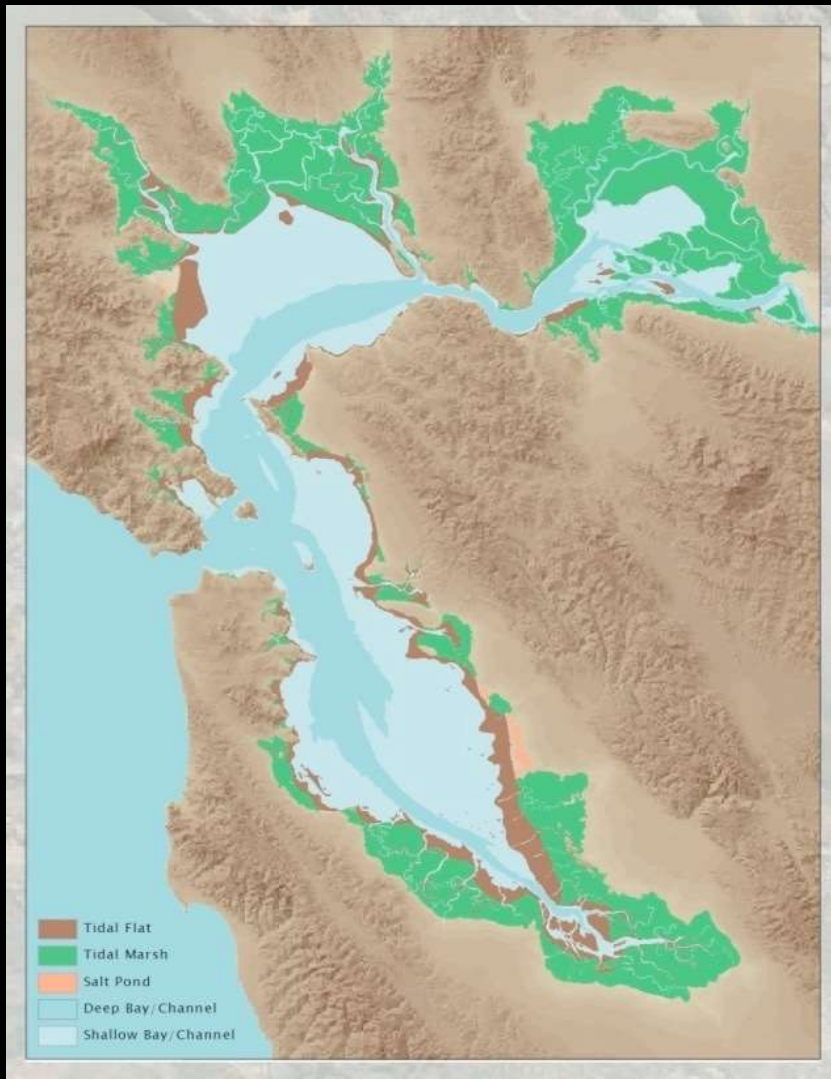 Tidal Flat
Tidal Marsh
Salt Pond
Deep Bay/Channel
Shallow Bay/Channel